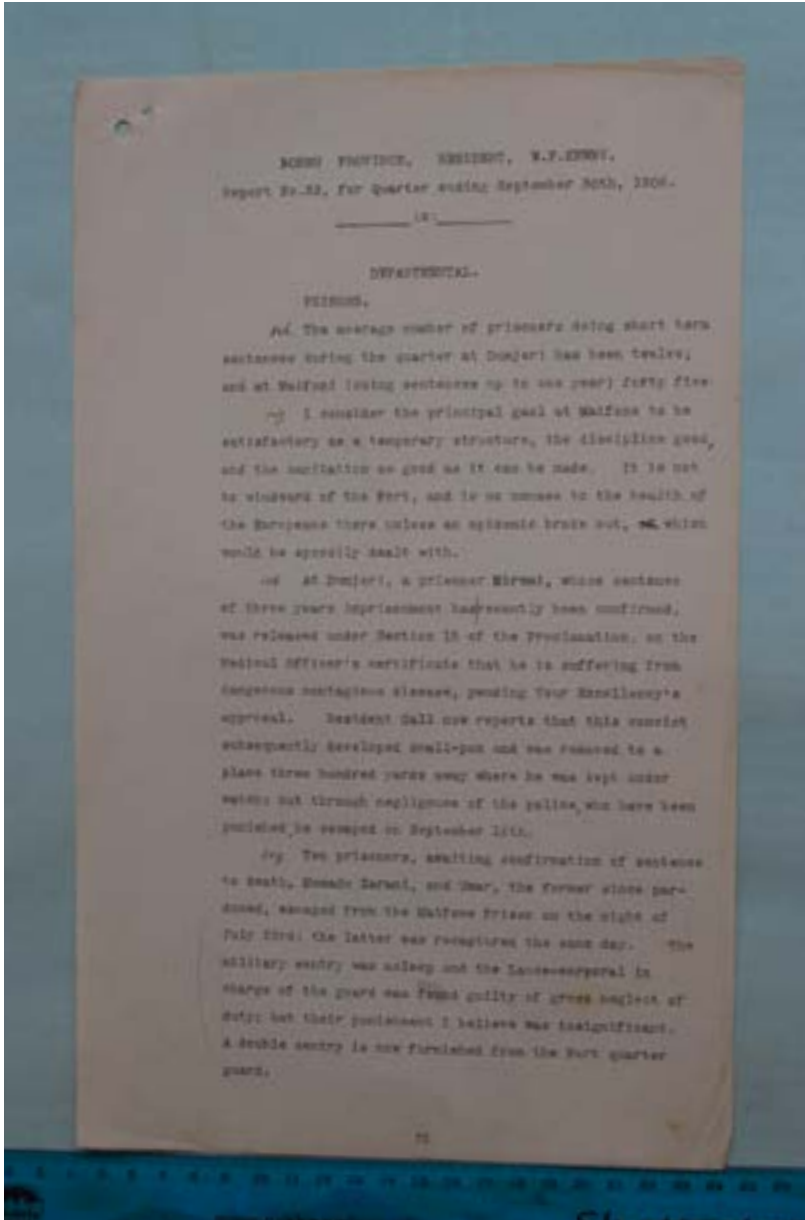 BORNU PROVINCE, RESIDENT, W.P.HEWBY.
Report No.33, for Quarter ending September 30th, 1906.
DEPARTMENTAL.
PRISONS.
The average number of prisoners doing short term
sentences during the quarter at Dumjeri has been twelve,
and at Maifoni (doing sentences up to one year) forty five
I consider the principal gaol at Maifone to be
satisfactory as a temporary structure, the discipline good,
and the sanitation as good as it can be made. It is not
to windward of the Fort, and is no menace to the health of
the Europeans there unless an epidemic broke out, which
would be specially dealt with.
At Dumjeri, a prisoner whose sentence
of three years imprisonment has recently been confirmed,
was released under Section 18 of the Proclamation, on the
Medical Officer's certificate that he is suffering from
dangerous contagious disease, pending Your Excellency's
approval. Resident Gall now reports that this convict
subsequently developed small-pox and was removed to a
place three hundred yards away where he was kept under
watch; but through negligence of the police, who have been
punished, he escaped on September 11th.
Two prisoners, awaiting confirmation of sentence
to death, and Umar, the former since par-
doned, escaped from the Maifone Prison on the night of
July 23rd: the latter was recaptured the same day. The
military sentry was asleep and the Lance-corporal in
charge of the guard was found guilty of gross neglect of
duty; but their punishment I believe was insignificant.
A double sentry is now furnished from the Fort quarter
guard.